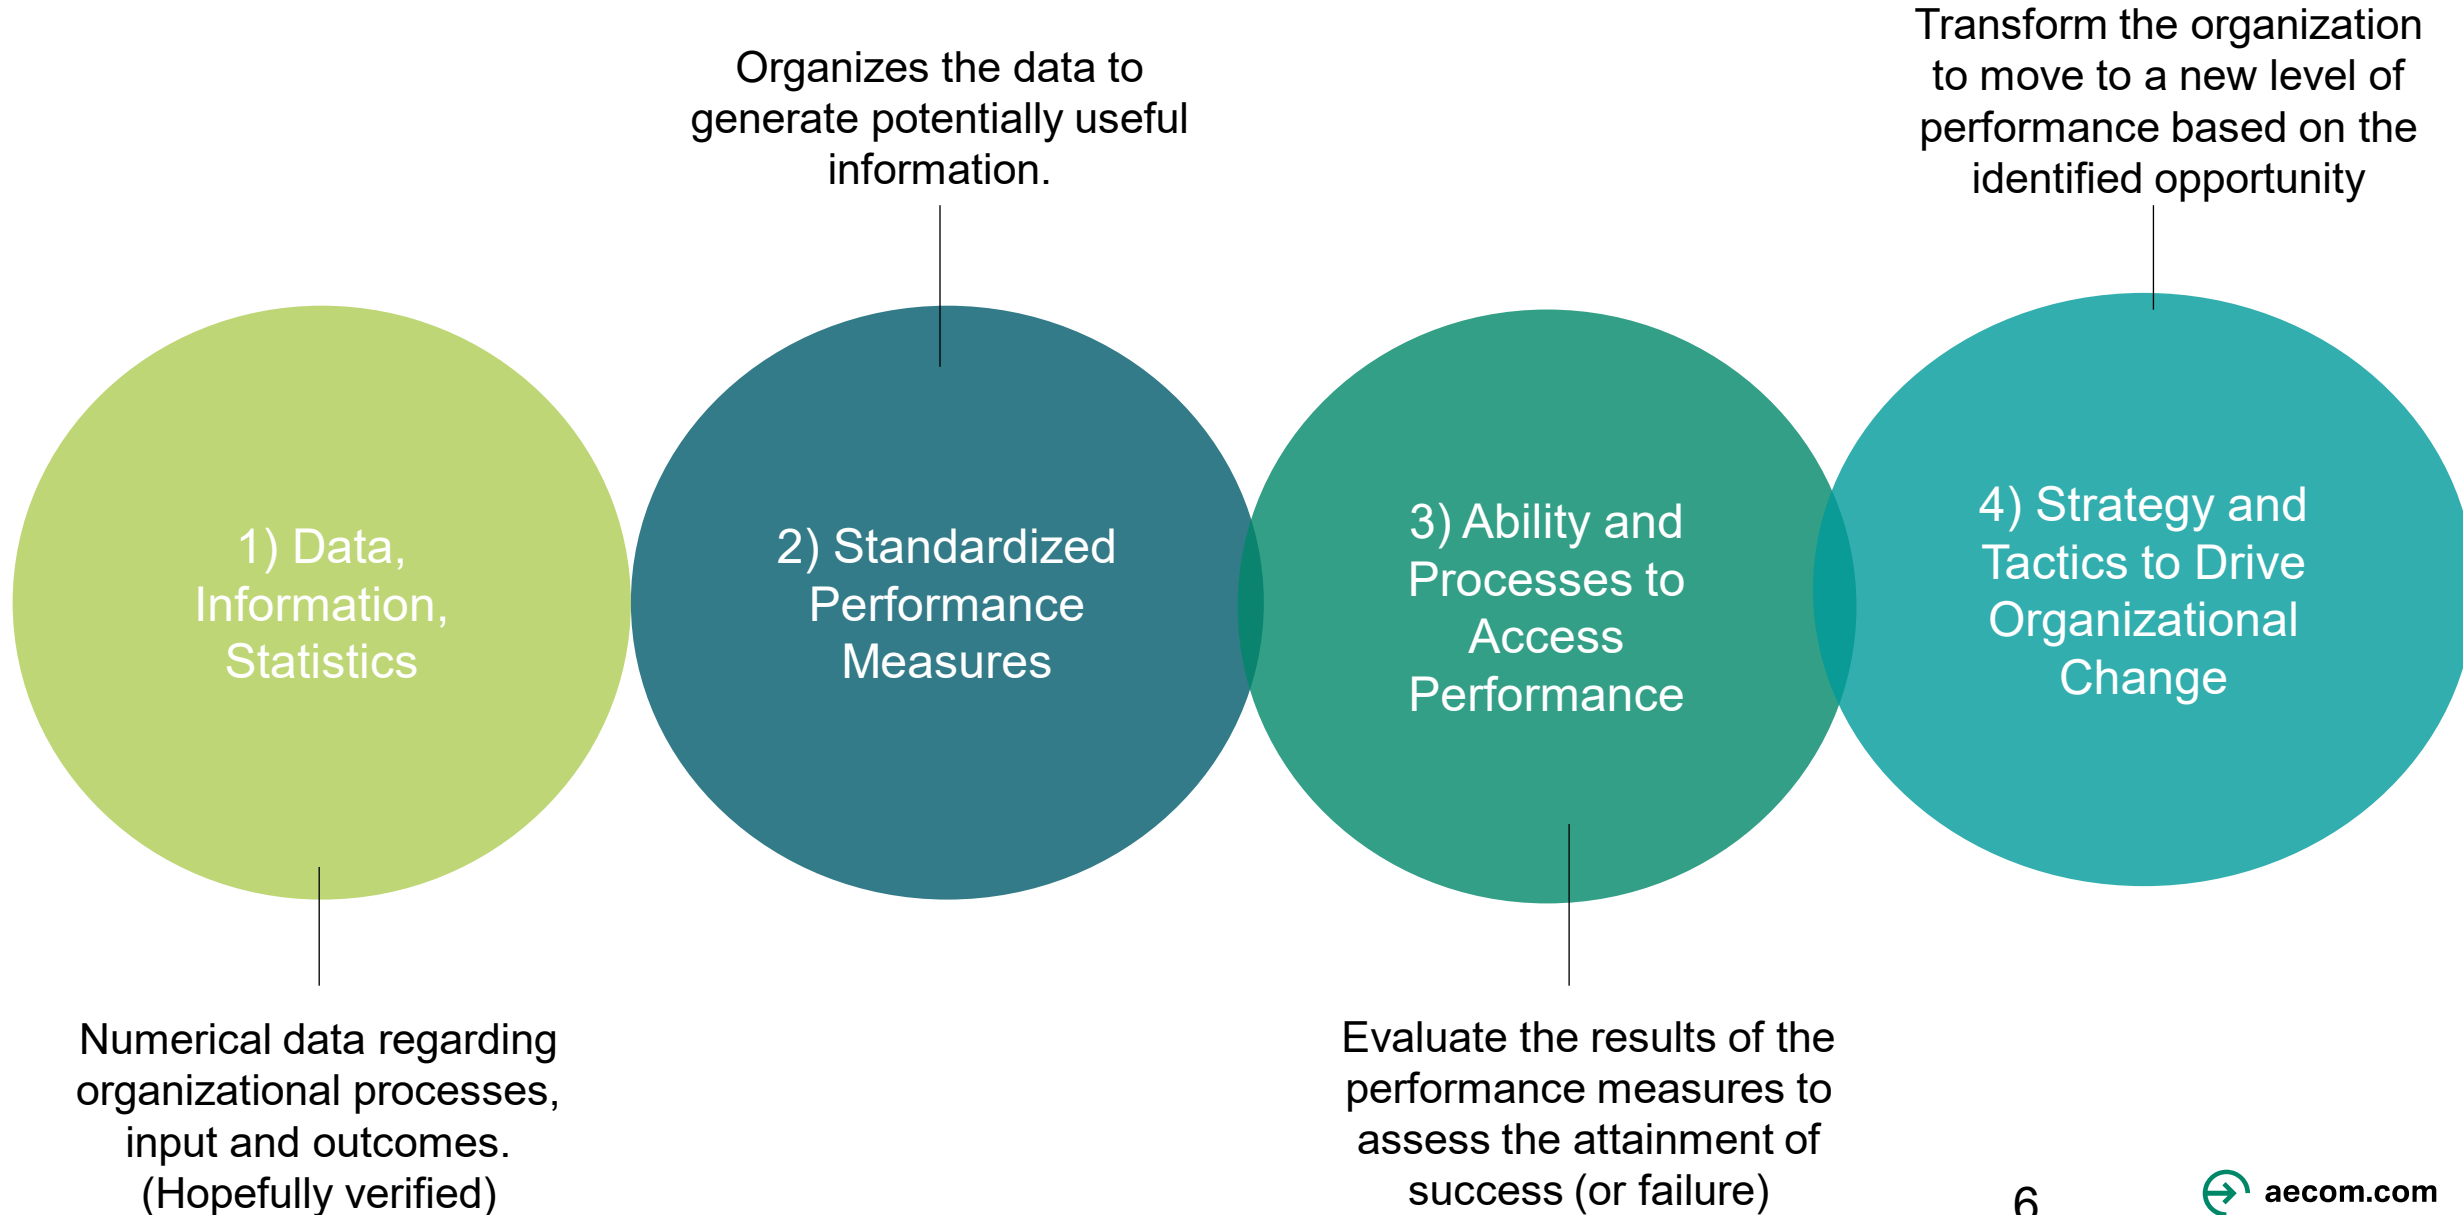 Organizes the data to
generate potentially useful
information.
Transform the organization
to move to a new level of
performance based on the
identified opportunity
1) Data,
Information,
Statistics
2) Standardized
Performance
Measures
3) Ability and
Processes to
Access
Performance
4) Strategy and
Tactics to Drive
Organizational
Change
Numerical data regarding
organizational processes,
input and outcomes.
(Hopefully verified)
Evaluate the results of the
performance measures to
assess the attainment of
success (or failure)
6
aecom.com